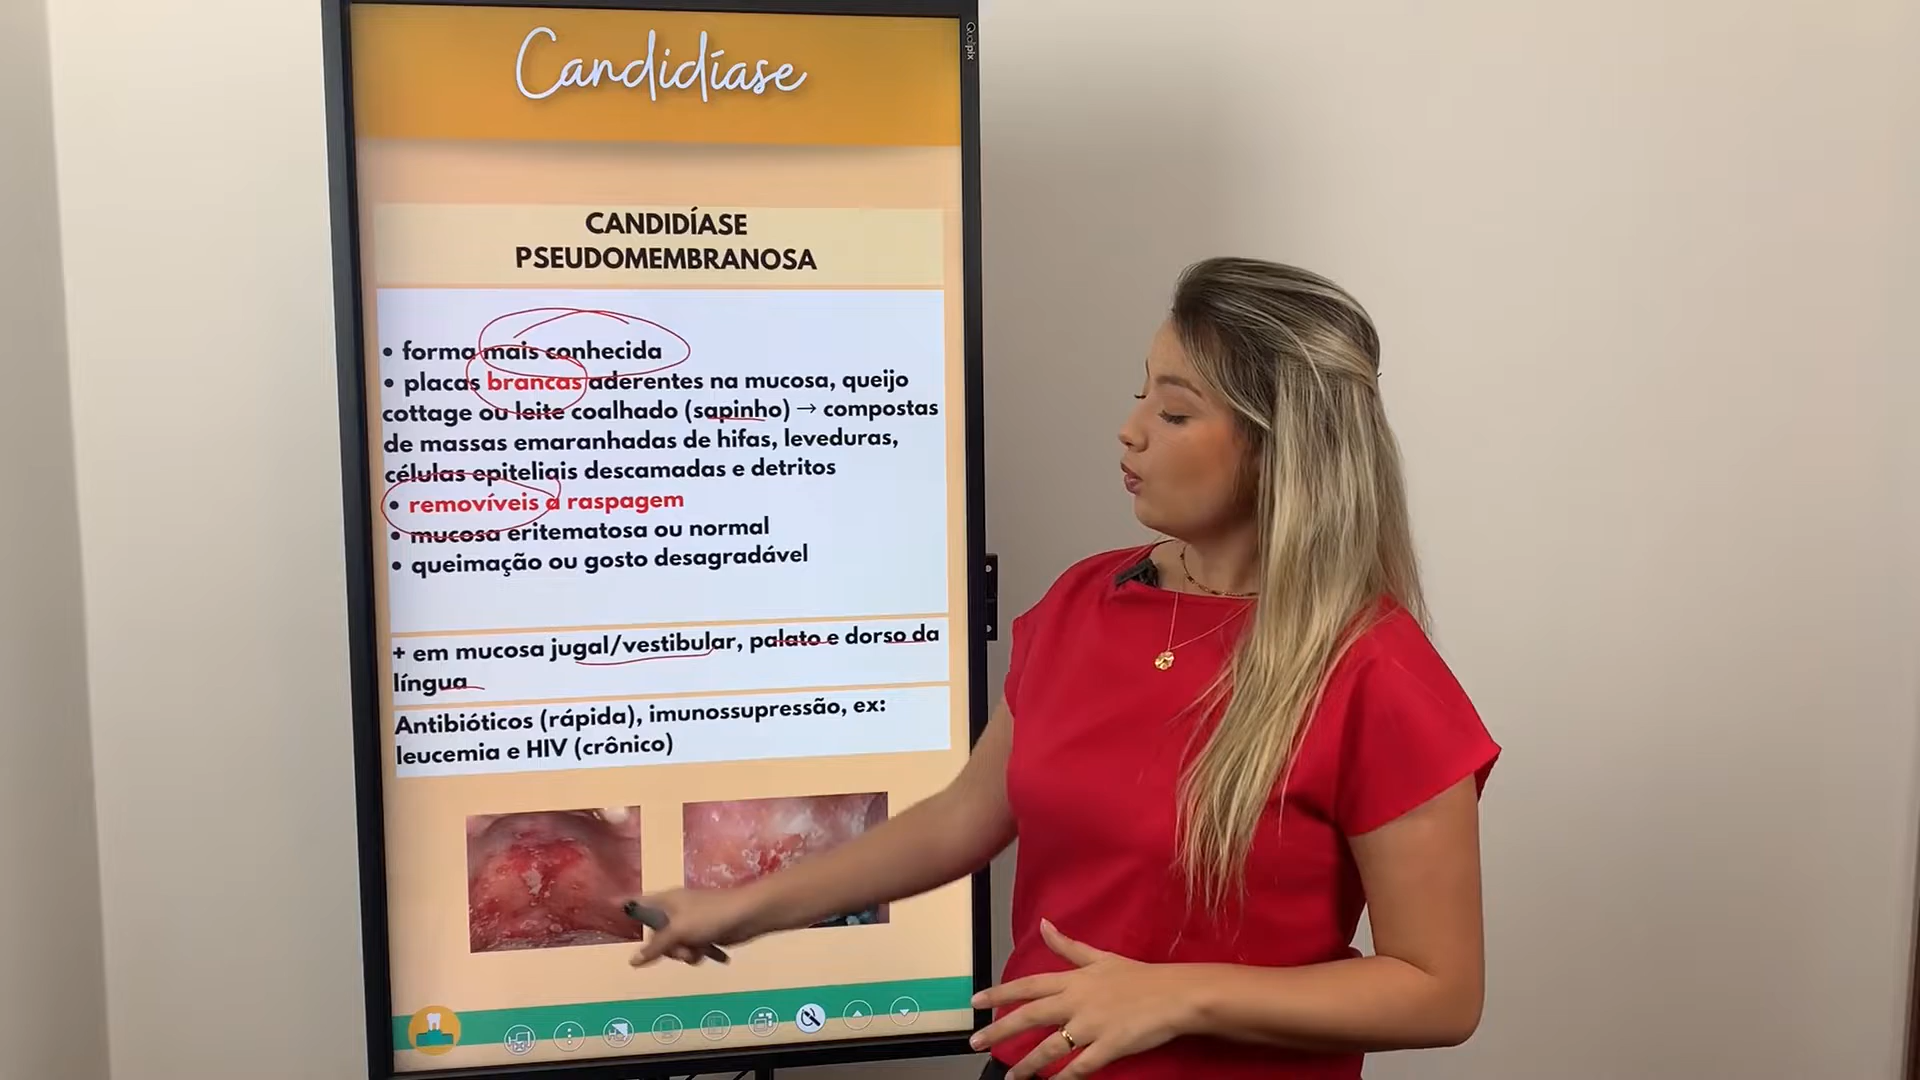 Qualpix
Candidíase
CANDIDÍASE
PSEUDOMEMBRANOSA
• forma mais conhecida
• placas brancas aderentes na mucosa, queijo
cottage ou leite coalhado (sapinho) → compostas
de massas emaranhadas de hifas, leveduras,
células epiteliais descamadas e detritos
• removíveis a raspagem
• mucosa eritematosa ou normal
• queimação ou gosto desagradável
+ em mucosa jugal/vestibular, palato e dorso da
língua
Antibióticos (rápida), imunossupressão, ex:
leucemia e HIV (crônico)